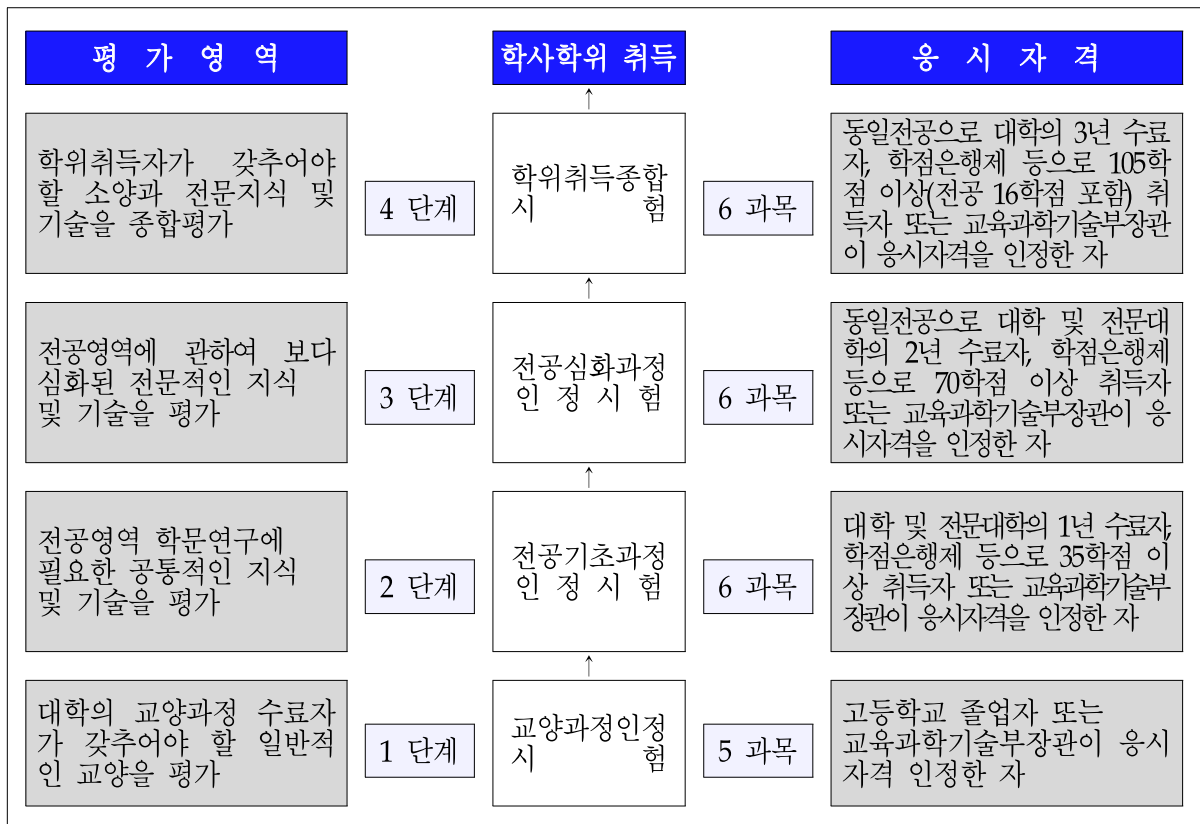 평 가 영 역
학사학위 취득
응 시 자 격
학위취득자가 갖추어야
할 소양과 전문지식 및
기술을 종합평가
4 단계
학위취득종합
시 험
6 과목
동일전공으로 대학의 3년 수료
자, 학점은행제 등으로 105학
점 이상(전공 16학점 포함) 취
득자 또는 교육과학기술부장관
이 응시자격을 인정한 자
전공영역에 관하여 보다
심화된 전문적인 지식
및 기술을 평가
3 단계
전공심화과정
인 정 시 험
6 과목
동일전공으로 대학 및 전문대
학의 2년 수료자, 학점은행제
등으로 70학점 이상 취득자
또는 교육과학기술부장관이 응
시자격을 인정한 자
전공영역 학문연구에
필요한 공통적인 지식
및 기술을 평가
2 단계
전공기초과정
인 정 시 험
6 과목
대학 및 전문대학의 1년 수료자,
학점은행제 등으로 35학점 이
상 취득자 또는 교육과학기술부
장관이 응시자격을 인정한 자
대학의 교양과정 수료자
가 갖추어야 할 일반적
인 교양을 평가
1 단계
교양과정인정
시 험
5 과목
고등학교 졸업자 또는
교육과학기술부장관이 응시
자격 인정한 자